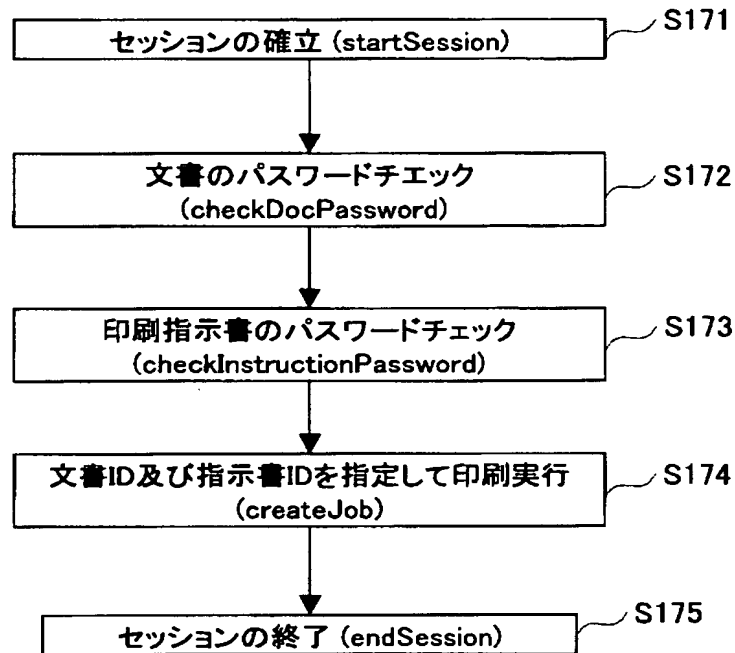 セッションの確立 (startSession)
S171
文書のパスワードチエック
(checkDocPassword)
S172
印刷指示書のパスワードチェック
(checkInstructionPassword)
S173
文書ID及び指示書IDを指定して印刷実行
(createJob)
S174
セッションの終了 (endSession)
S175